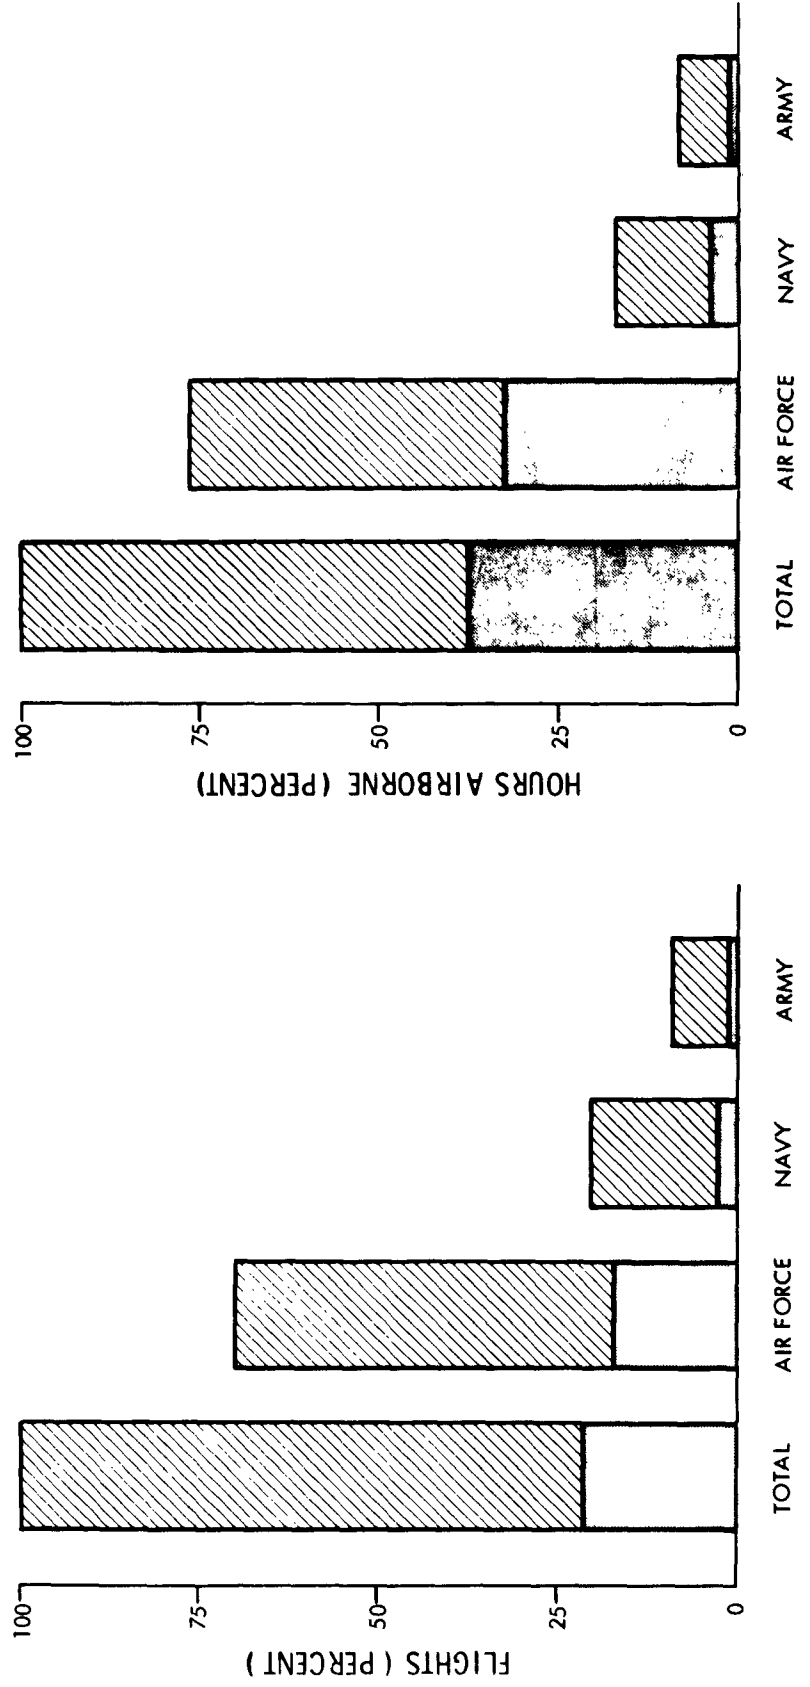 FLIGHTS ( PERCENT )
100
75
50
25
0
TOTAL
AIR FORCE
NAVY
ARMY
HOURS AIRBORNE ( PERCENT)
100
75
50
25
0
TOTAL
AIR FORCE
NAVY
ARMY